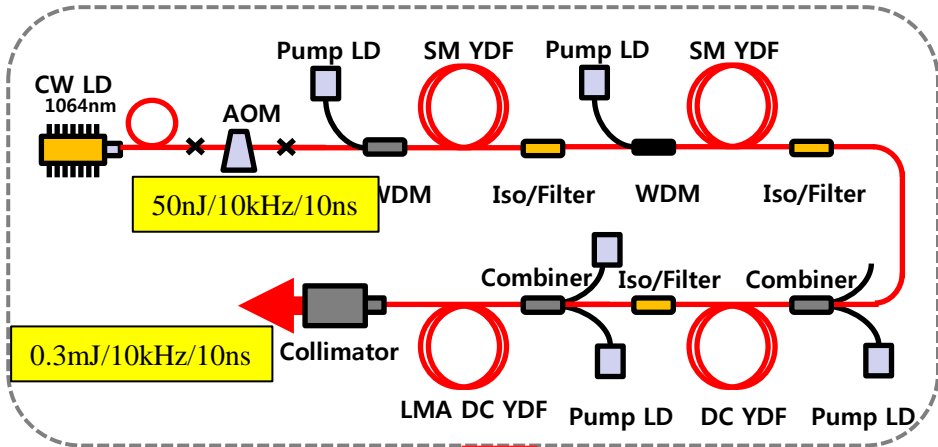 Pump LD
SM YDF
Pump LD
SM YDF
CW LD
1064nm
AOM
50nJ/10kHz/10ns
WDM
Iso/Filter
WDM
Iso/Filter
Combiner
Iso/Filter
Combiner
0.3mJ/10kHz/10ns
Collimator
LMA DC YDF
Pump LD
DC YDF
Pump LD